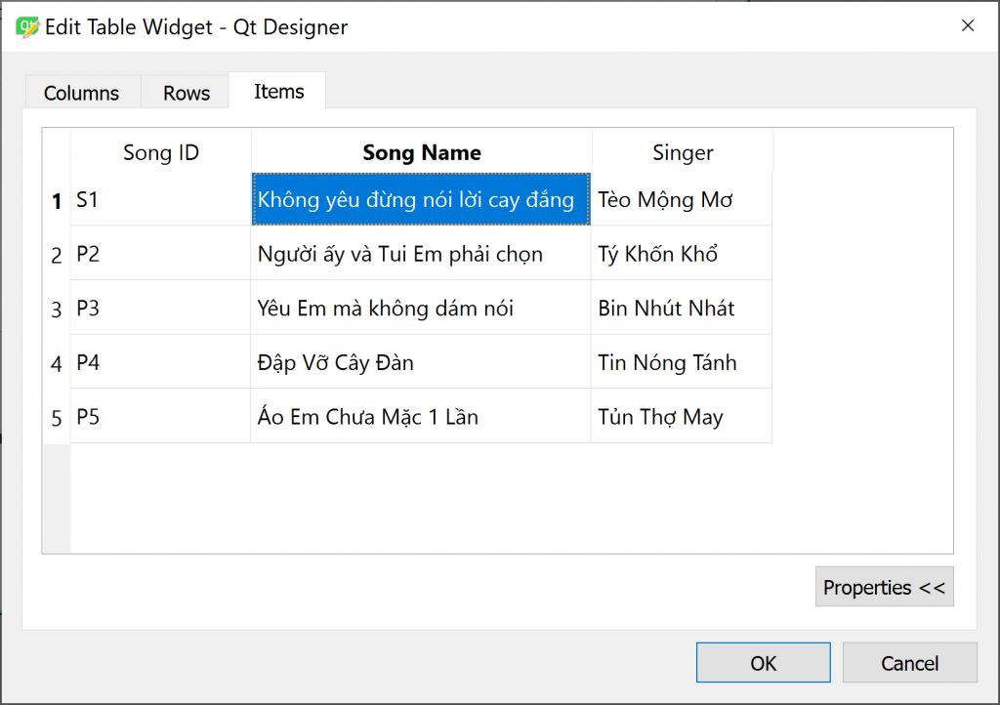 Edit Table Widget - Qt Designer
Columns Rows Items
Song ID Song Name Singer
1 S1 Không yêu đừng nói lời cay đắng Tèo Mộng Mơ
2 P2 Người ấy và Tui Em phải chọn Tý Khốn Khổ
3 P3 Yêu Em mà không dám nói Bin Nhút Nhát
4 P4 Đập Vỡ Cây Đàn Tin Nóng Tánh
5 P5 Áo Em Chưa Mặc 1 Lần Tủn Thợ May
Properties <<
OK Cancel